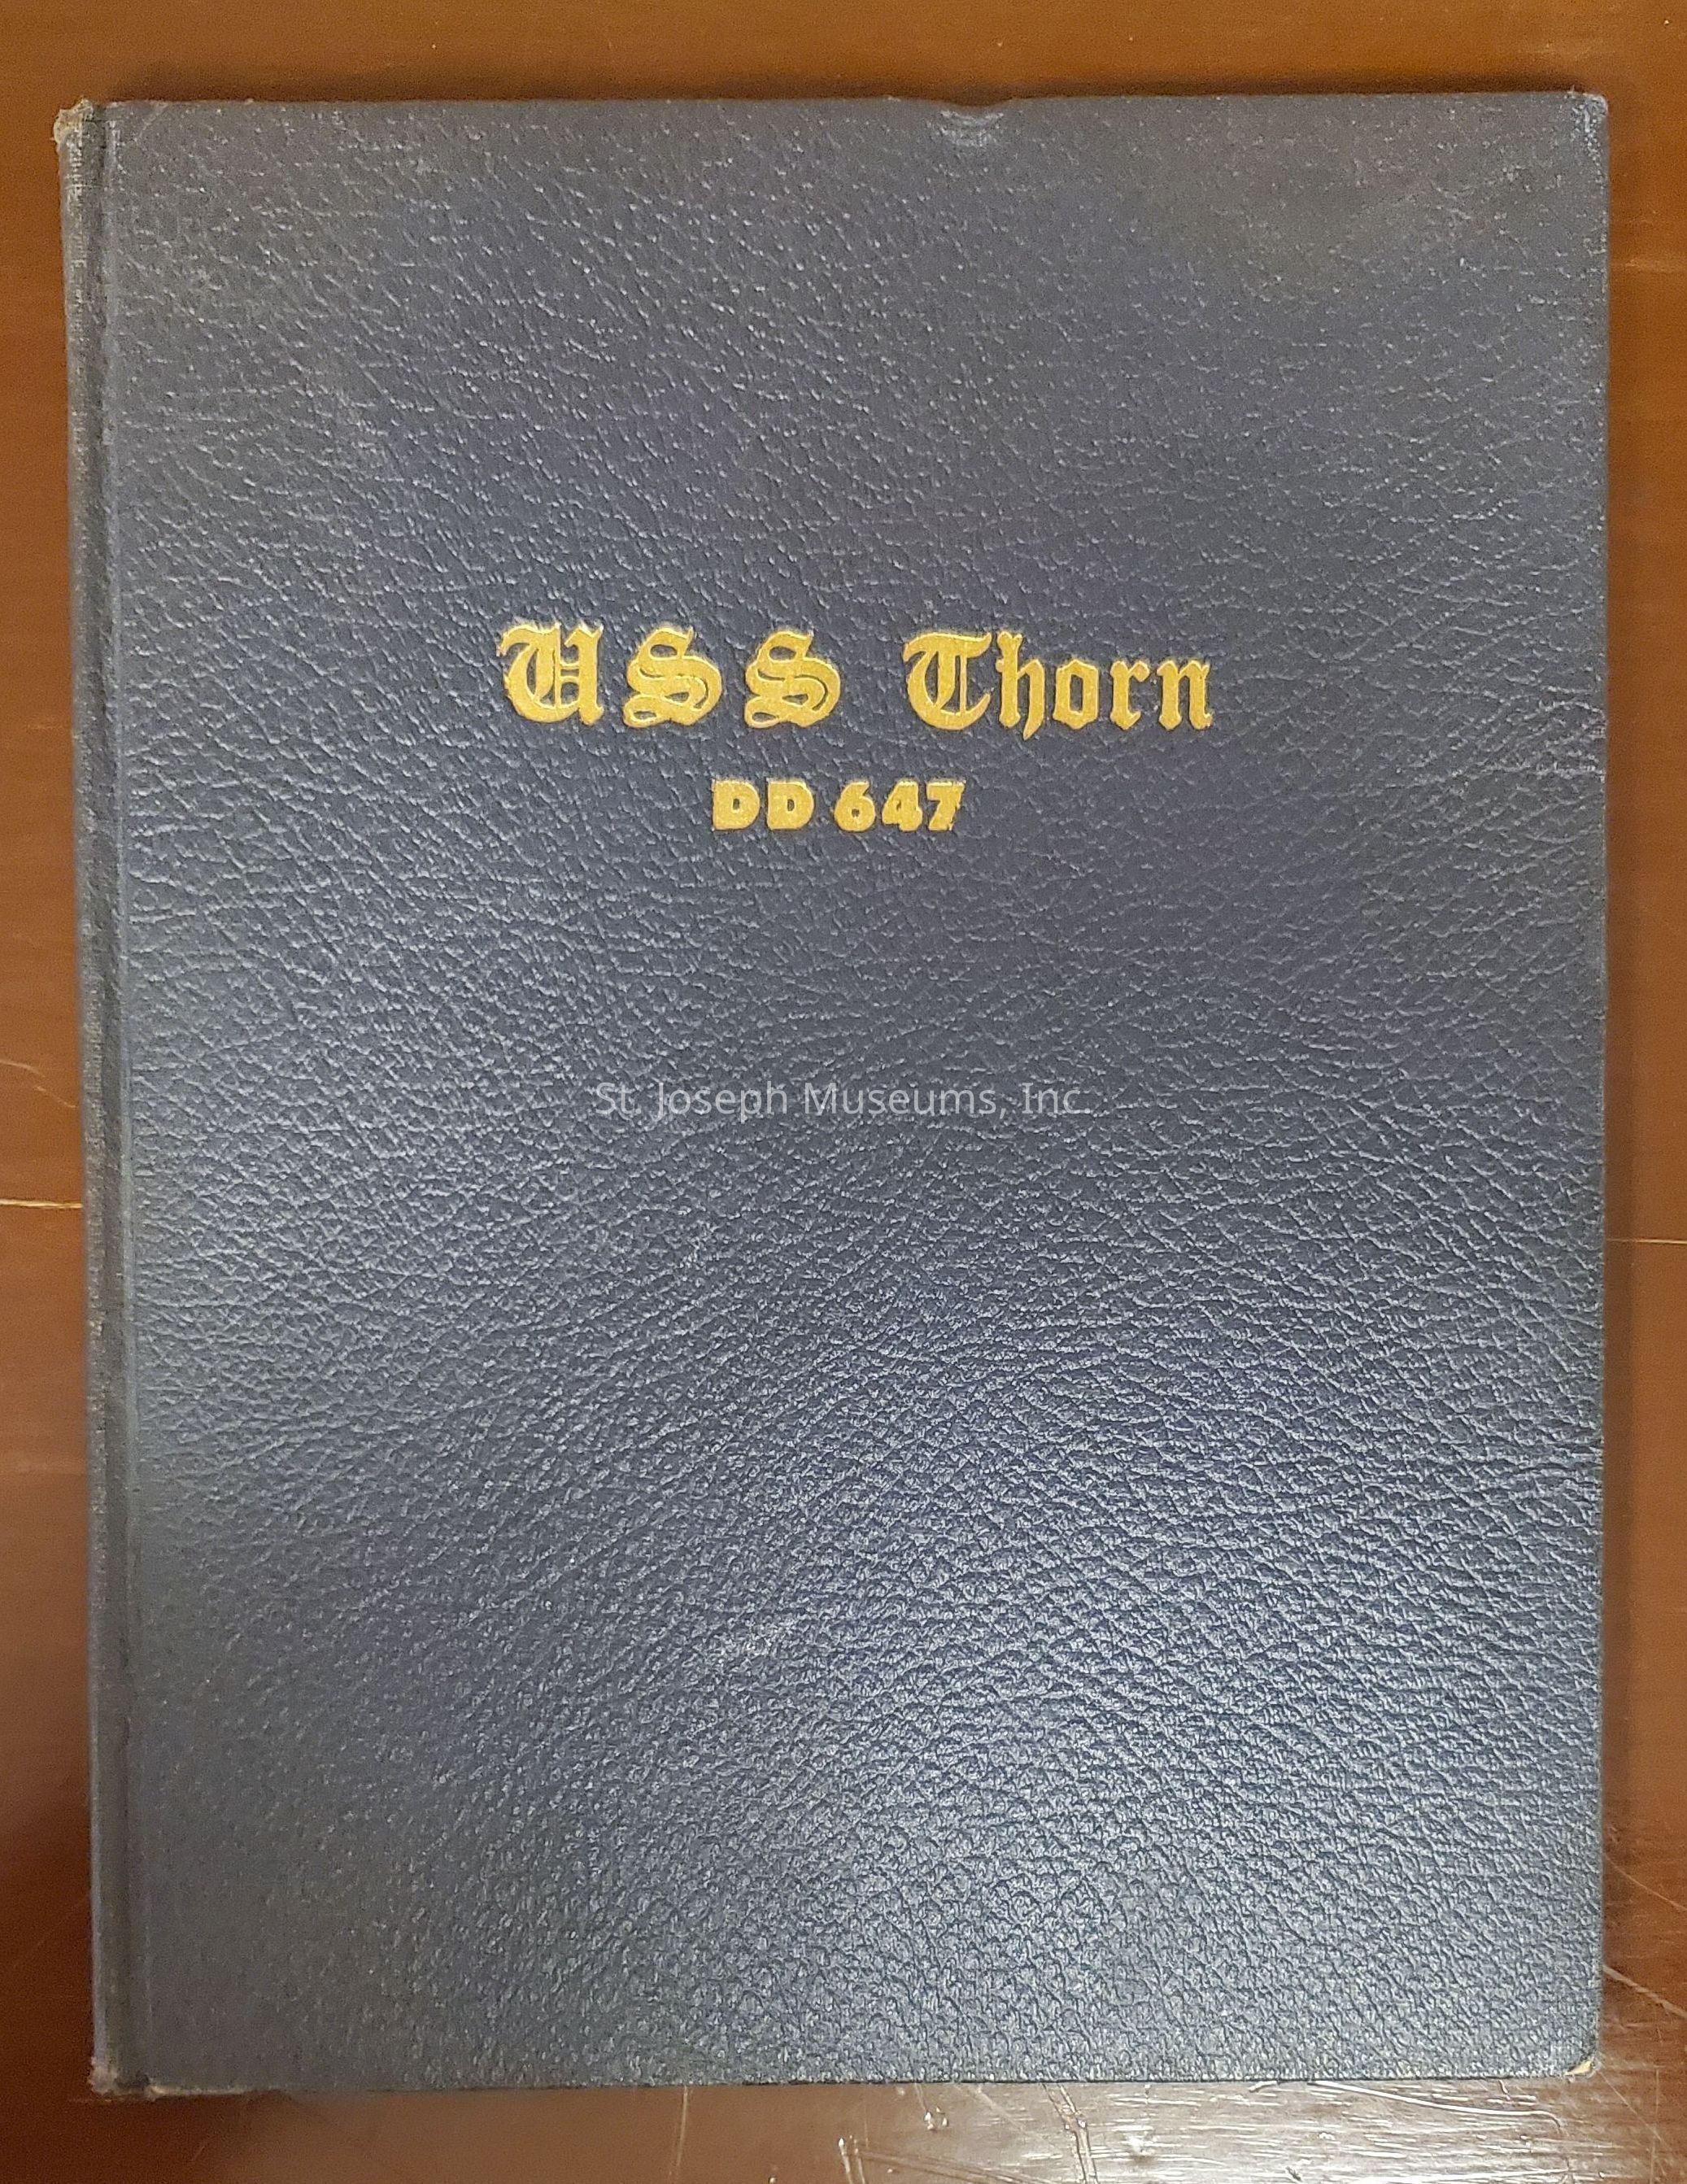 USS Thorn
DD 647
St. Joseph Museums, Inc.